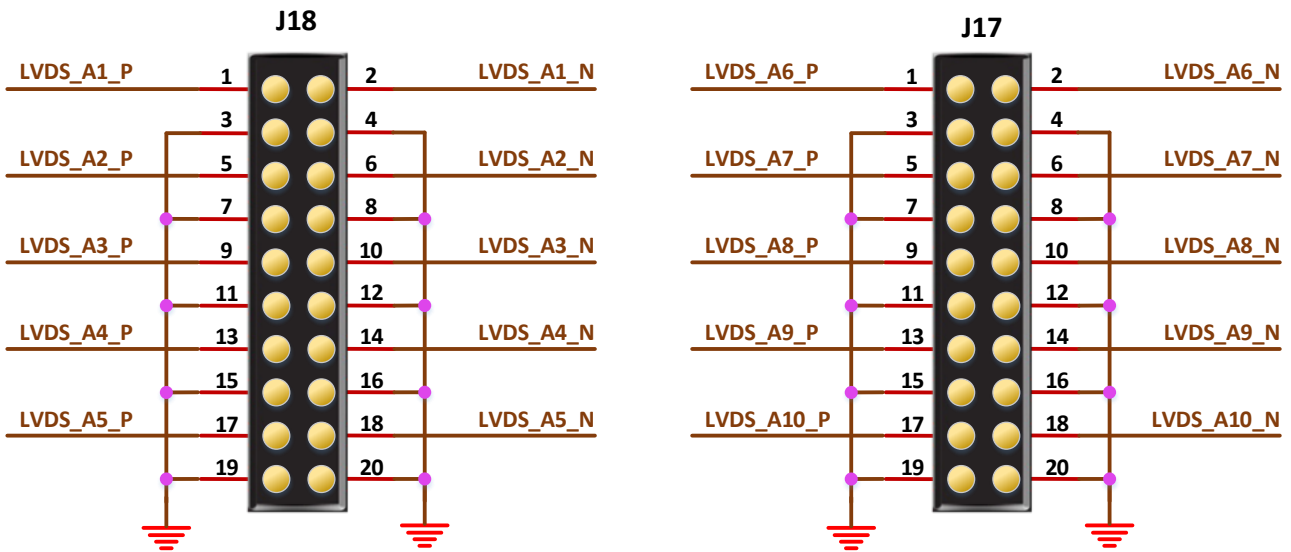 J18
J17
LVDS_A1_P 1 2 LVDS_A1_N
3 4
LVDS_A2_P 5 6 LVDS_A2_N
7 8
LVDS_A3_P 9 10 LVDS_A3_N
11 12
LVDS_A4_P 13 14 LVDS_A4_N
15 16
LVDS_A5_P 17 18 LVDS_A5_N
19 20
LVDS_A6_P 1 2 LVDS_A6_N
3 4
LVDS_A7_P 5 6 LVDS_A7_N
7 8
LVDS_A8_P 9 10 LVDS_A8_N
11 12
LVDS_A9_P 13 14 LVDS_A9_N
15 16
LVDS_A10_P 17 18 LVDS_A10_N
19 20